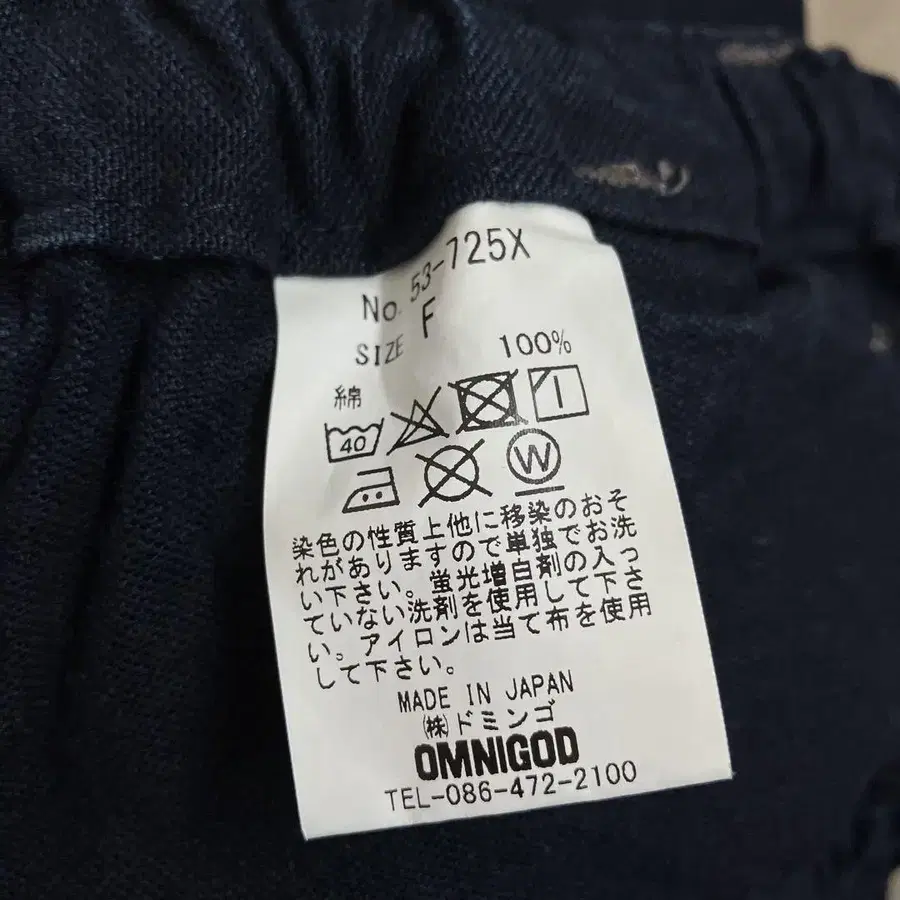 No. 53-725X
SIZE F
綿 100%
40
W
染色の性質上他に移染のおそ
れがありますので単独でお洗
い下さい。蛍光増白剤の入っ
ていない洗剤を使用して下さ
い。アイロンは当て布を使用
して下さい。
MADE IN JAPAN
㈱ドミンゴ
OMNIGOD
TEL-086-472-2100